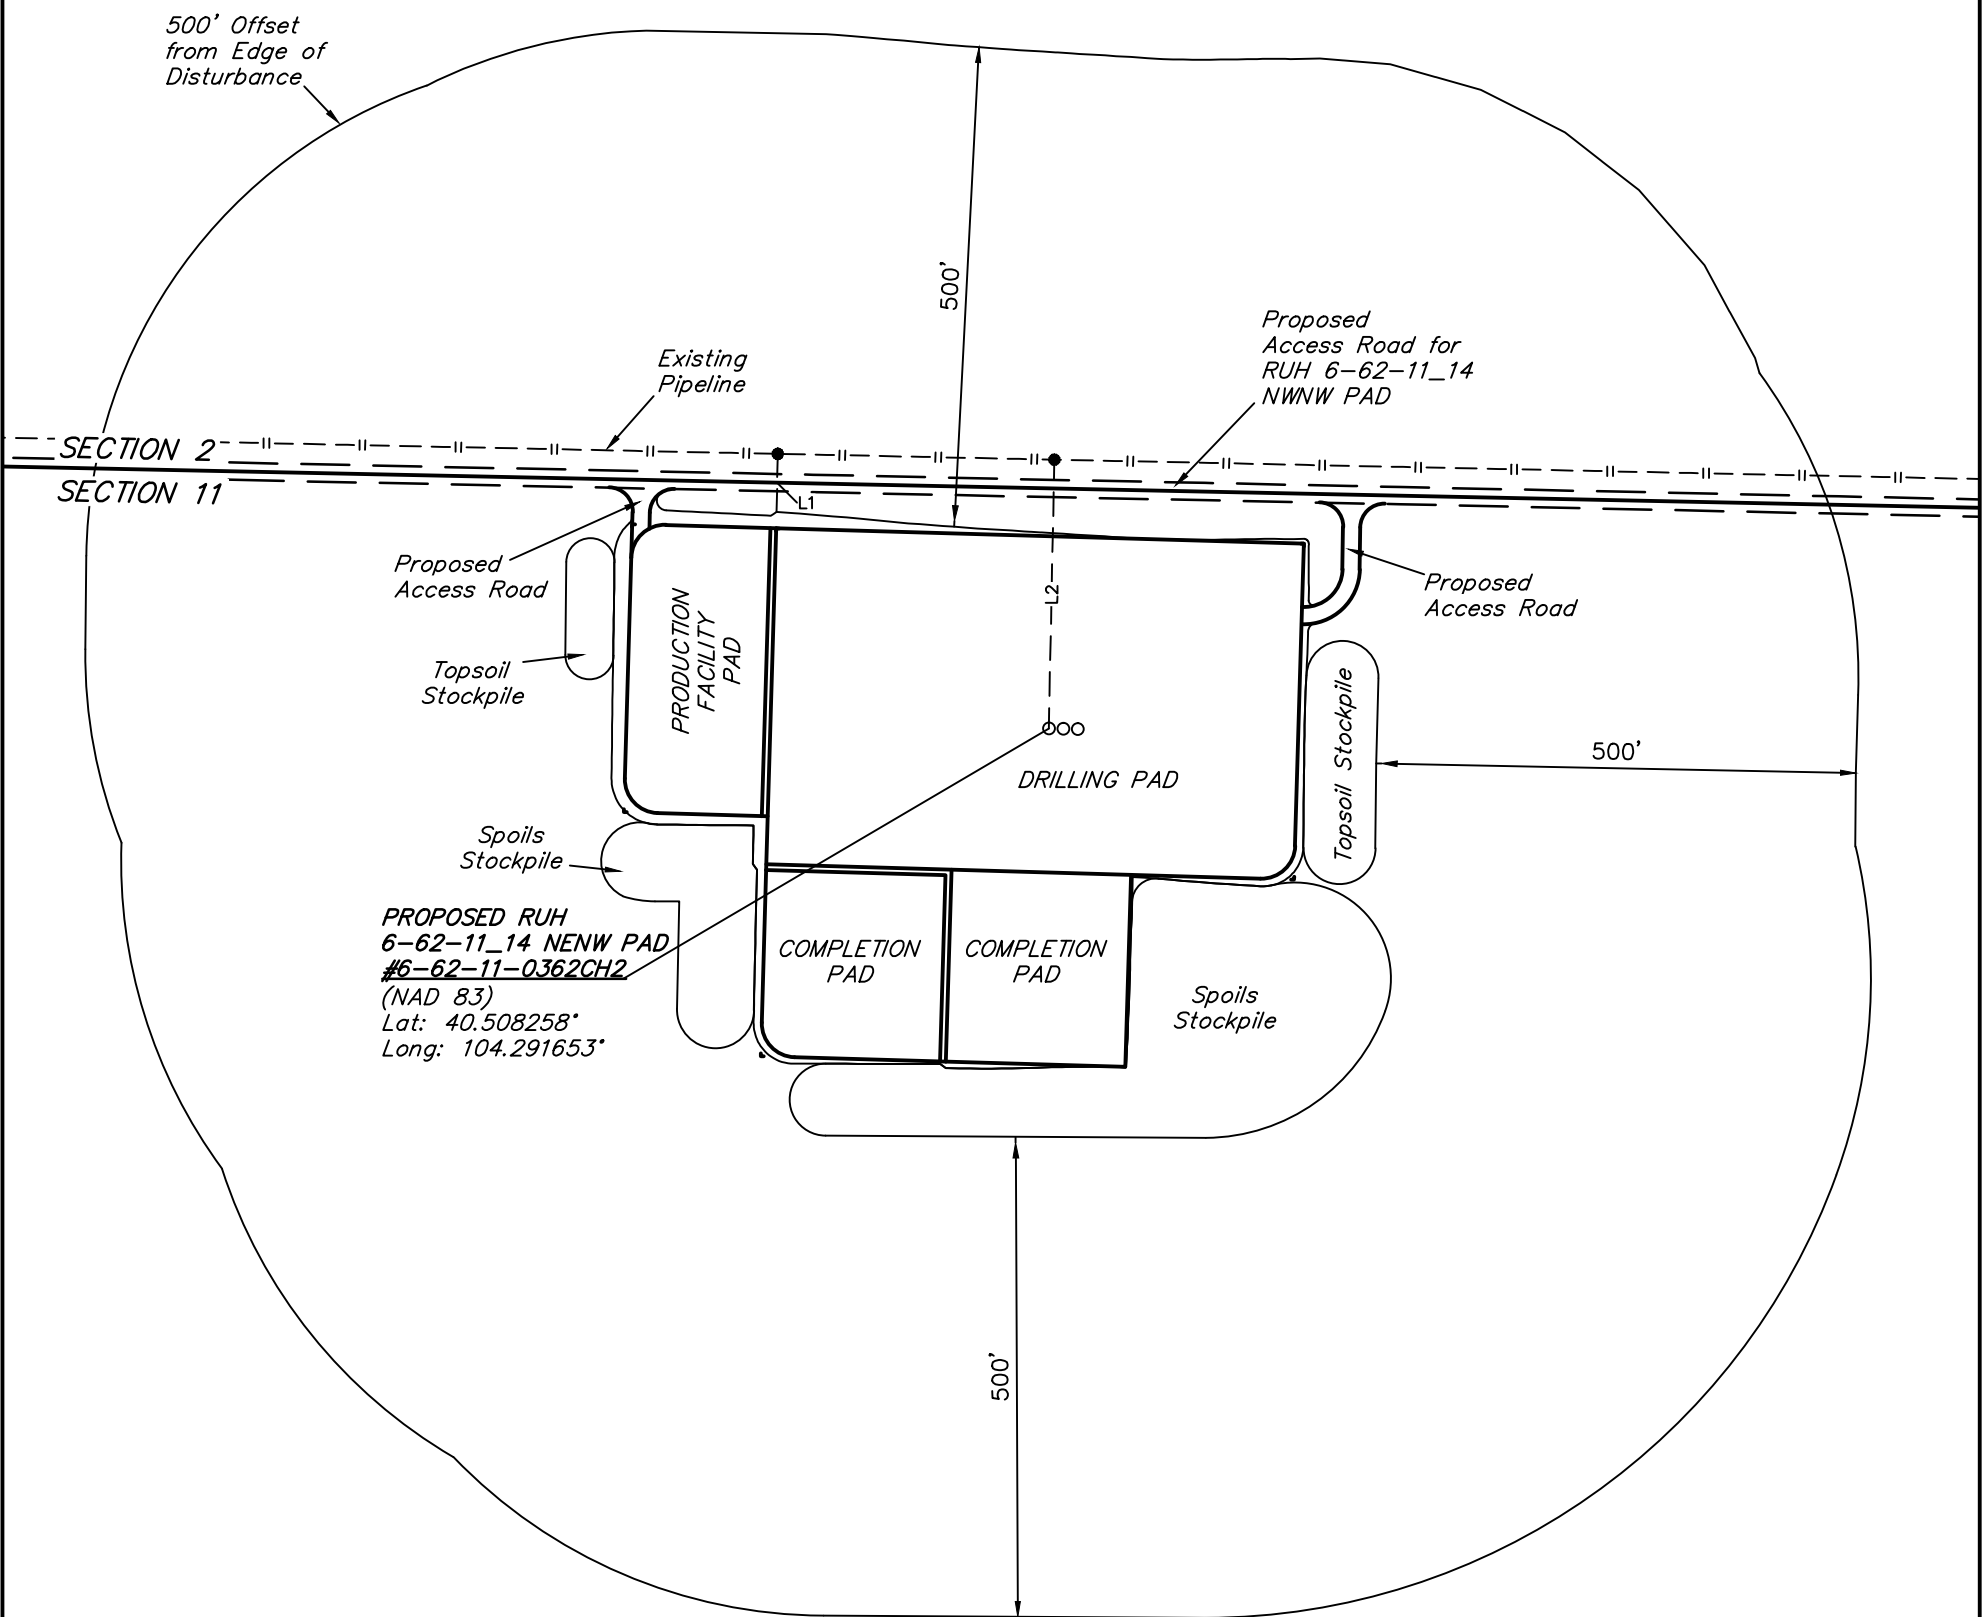 500' Offset
from Edge of
Disturbance
500'
Proposed
Access Road for
RUH 6-62-11_14
NWNW PAD
Existing
Pipeline
SECTION 2
SECTION 11
L1
Proposed
Access Road
L2
Proposed
Access Road
PRODUCTION
FACILITY
PAD
Topsoil
Stockpile
Topsoil Stockpile
500'
DRILLING PAD
Spoils
Stockpile
PROPOSED RUH
6-62-11_14 NENW PAD
#6-62-11-0362CH2
(NAD 83)
Lat: 40.508258°
Long: 104.291653°
COMPLETION
PAD
COMPLETION
PAD
Spoils
Stockpile
500'